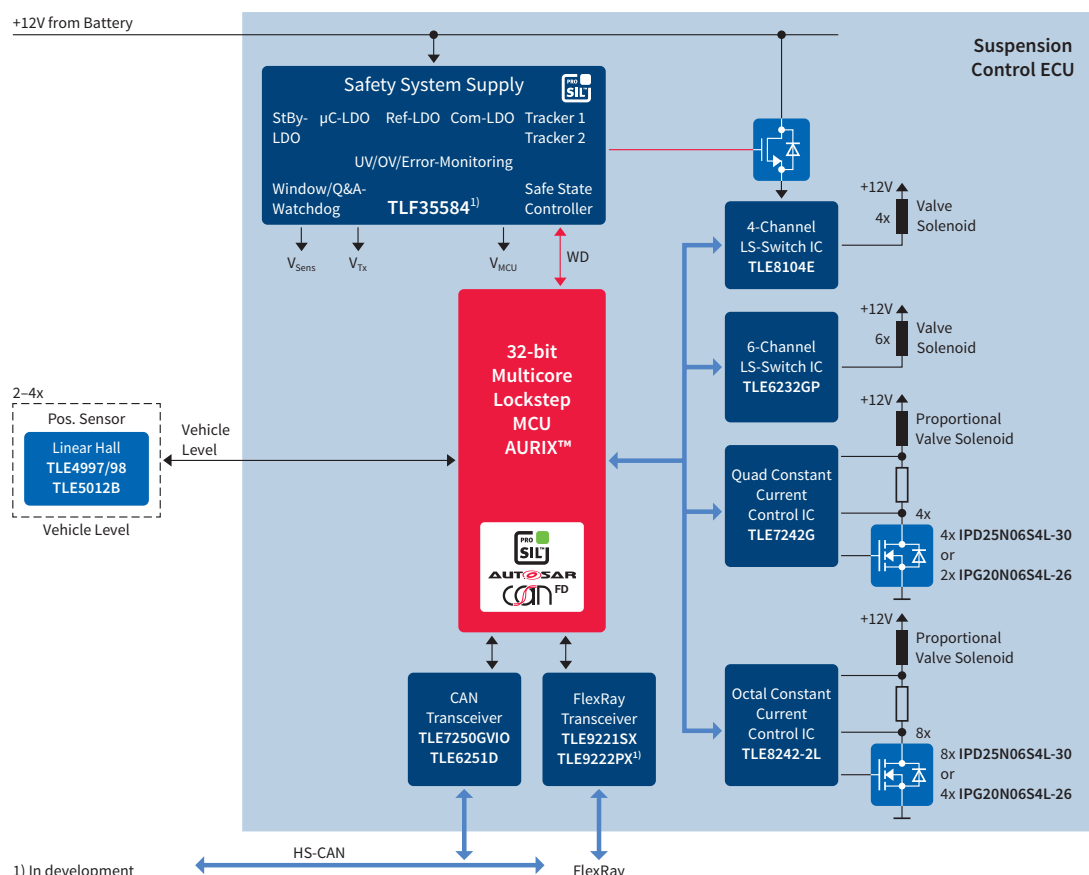 +12V from Battery
Suspension
Control ECU
Safety System Supply
PRO
SIL™
StBy-
LDO
µC-LDO
Ref-LDO
Com-LDO
Tracker 1
Tracker 2
UV/OV/Error-Monitoring
Window/Q&A-
Watchdog
TLF35584¹⁾
Safe State
Controller
V_Sens
V_Tx
V_MCU
WD
4-Channel
LS-Switch IC
TLE8104E
+12V
4x
Valve
Solenoid
6-Channel
LS-Switch IC
TLE6232GP
+12V
6x
Valve
Solenoid
32-bit
Multicore
Lockstep
MCU
AURIX™
PRO
SIL™
AUTOSAR
CAN FD
2–4x
Pos. Sensor
Linear Hall
TLE4997/98
TLE5012B
Vehicle Level
Vehicle
Level
Quad Constant
Current
Control IC
TLE7242G
+12V
Proportional
Valve Solenoid
4x
4x IPD25N06S4L-30
or
2x IPG20N06S4L-26
Octal Constant
Current
Control IC
TLE8242-2L
+12V
Proportional
Valve Solenoid
8x
8x IPD25N06S4L-30
or
4x IPG20N06S4L-26
CAN
Transceiver
TLE7250GVIO
TLE6251D
FlexRay
Transceiver
TLE9221SX
TLE9222PX¹⁾
HS-CAN
FlexRay
1) In development